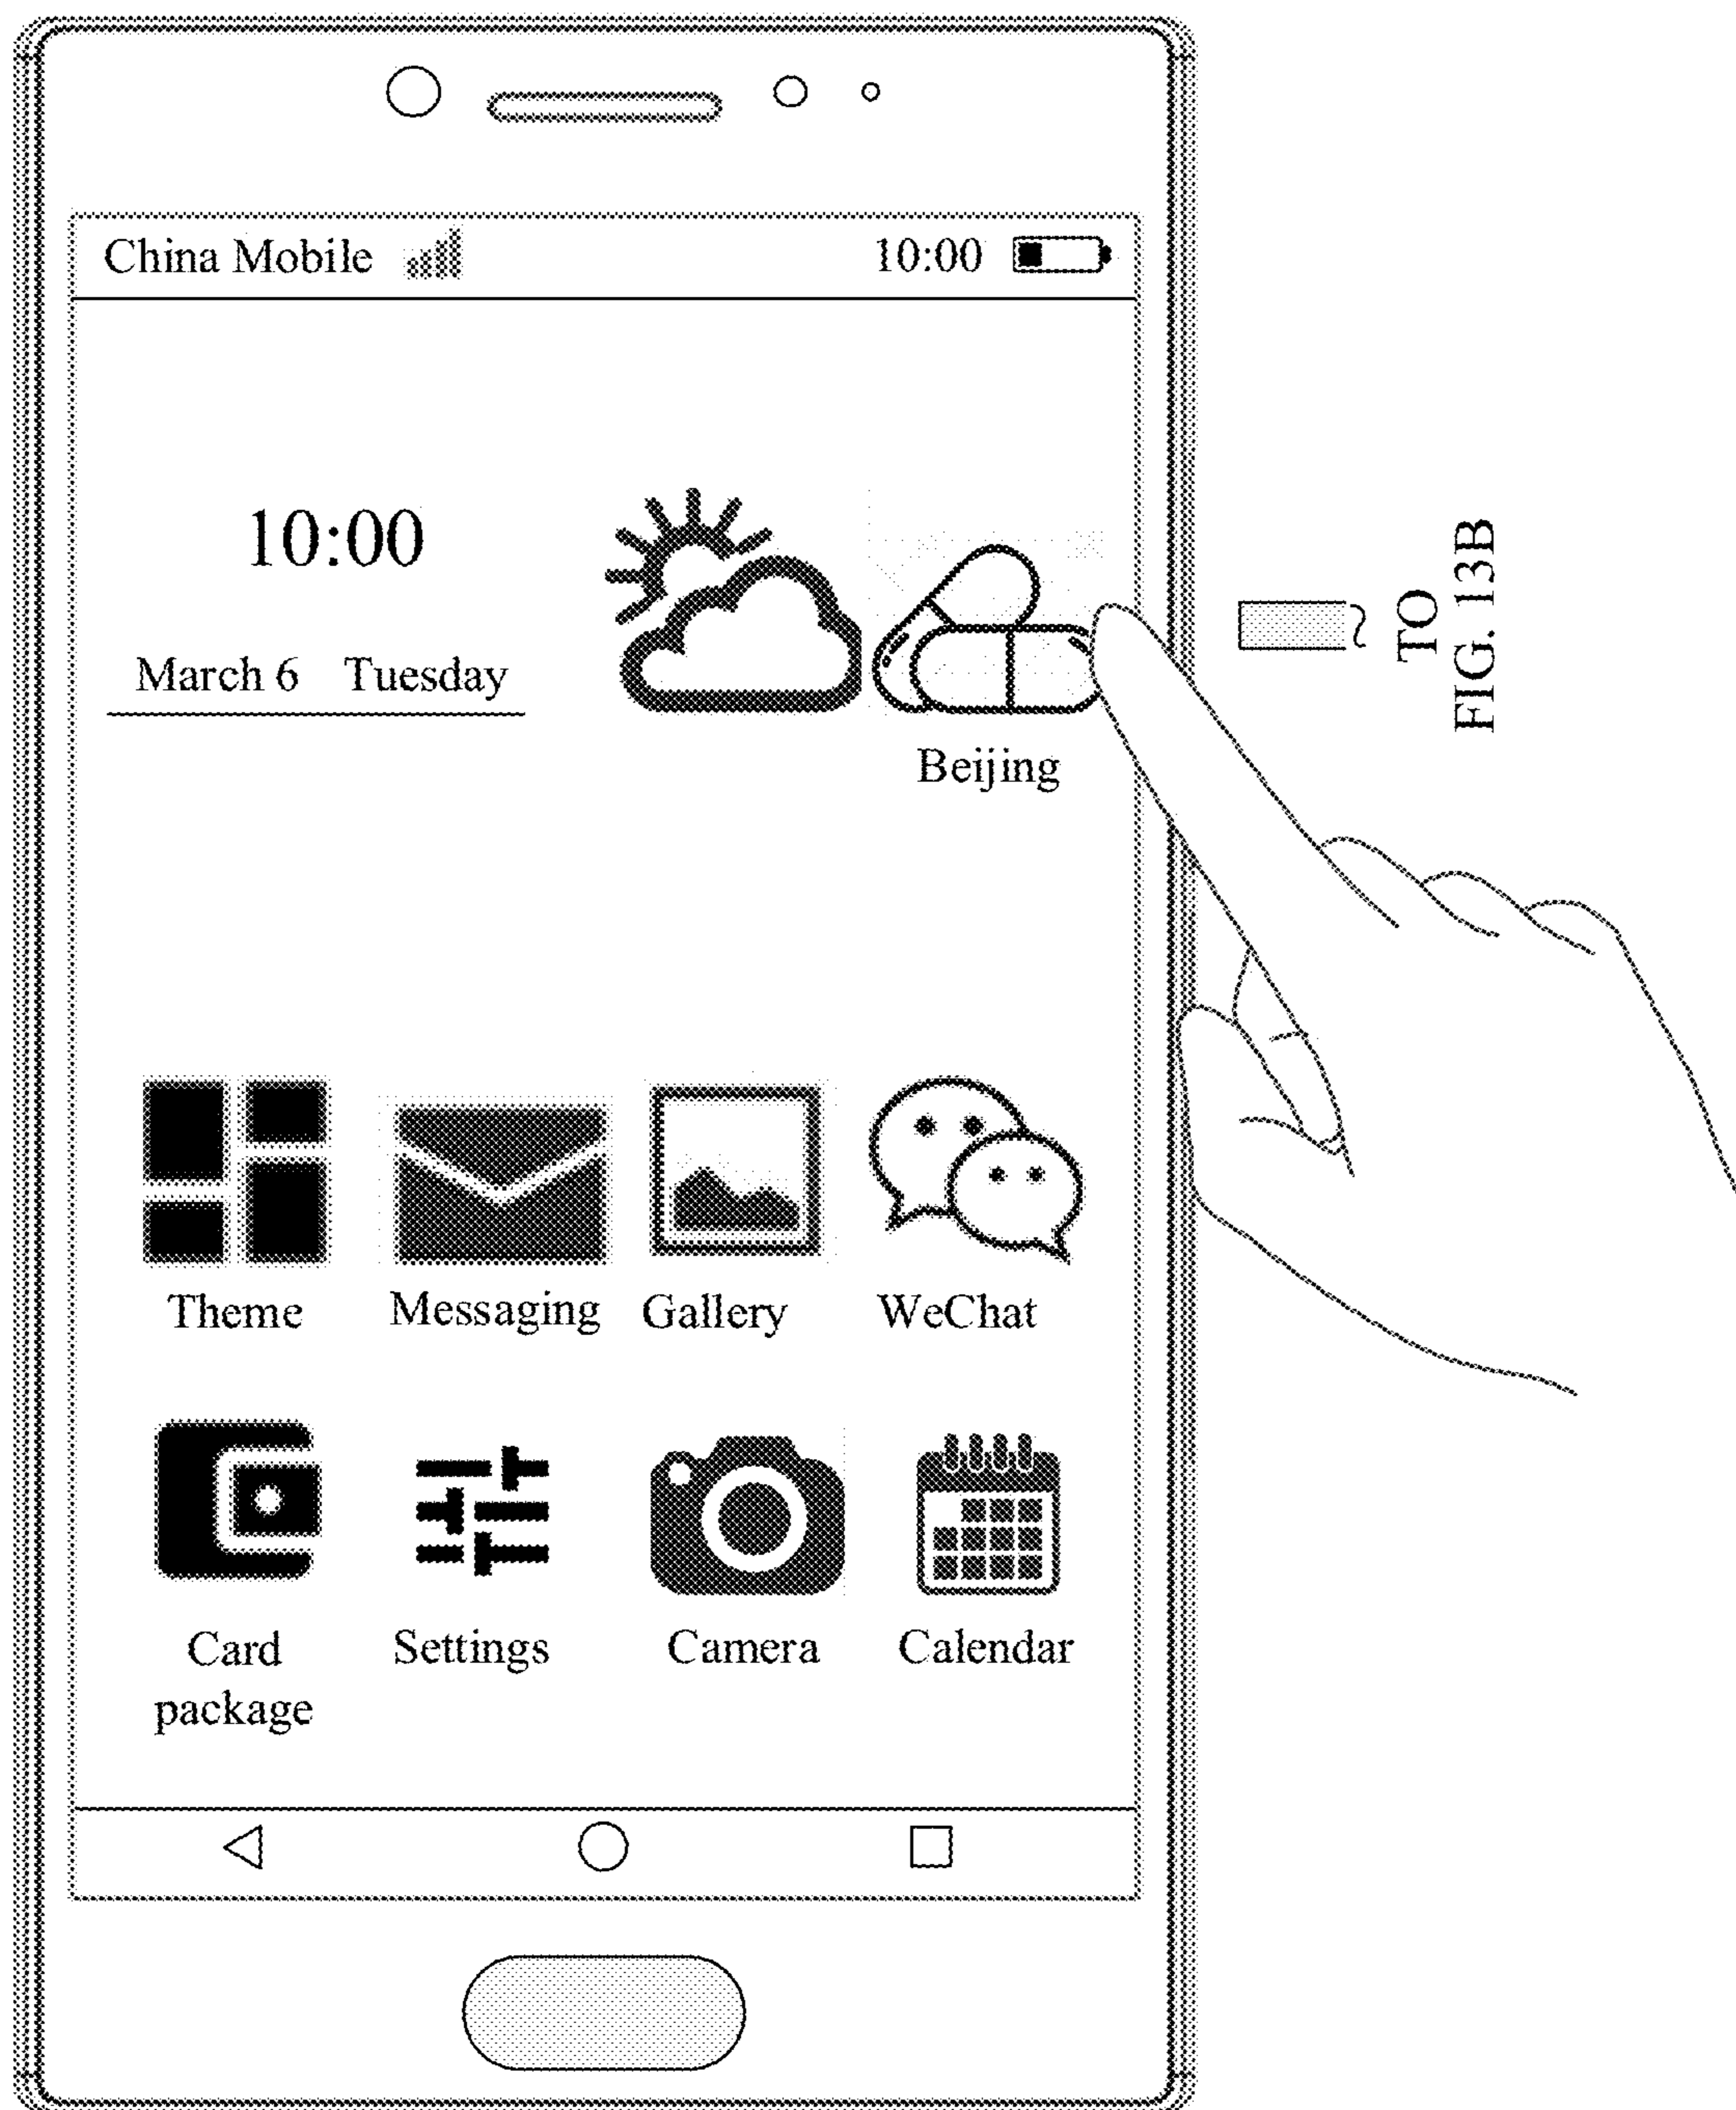 China Mobile 10:00
10:00
March 6 Tuesday
Beijing
Theme Messaging Gallery WeChat
Card Settings Camera Calendar
package
TO
FIG. 13B